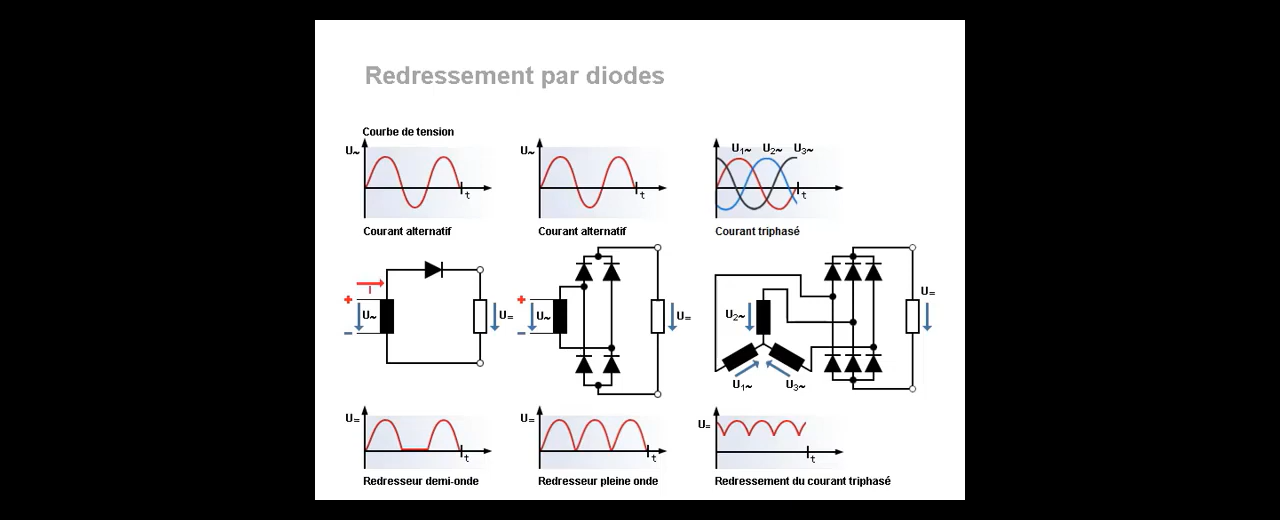 Redressement par diodes
Courbe de tension
U~
t
Courant alternatif
U~
t
Courant alternatif
U1~ U2~ U3~
t
Courant triphasé
I
+
U~
–
U=
+
U~
–
U=
U2~
U1~
U3~
U=
U=
t
Redresseur demi-onde
U=
t
Redresseur pleine onde
U=
t
Redressement du courant triphasé